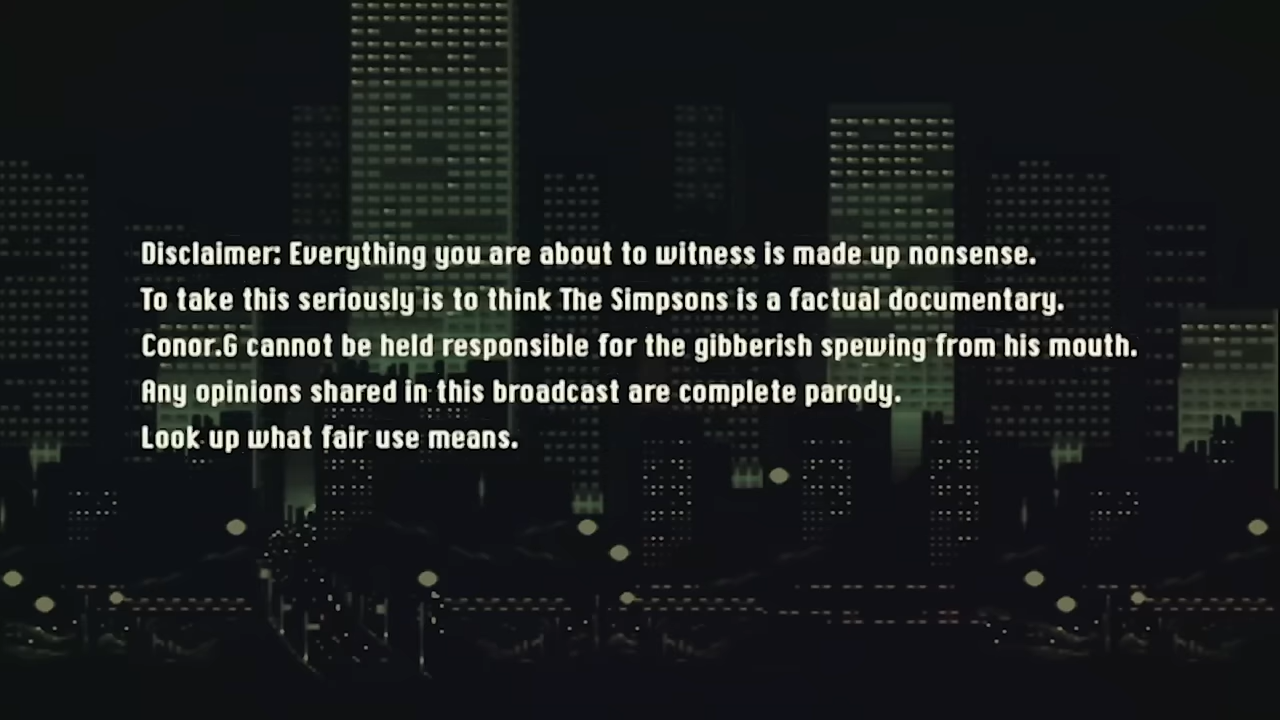 Disclaimer: Everything you are about to witness is made up nonsense.
To take this seriously is to think The Simpsons is a factual documentary.
Conor.G cannot be held responsible for the gibberish spewing from his mouth.
Any opinions shared in this broadcast are complete parody.
Look up what fair use means.